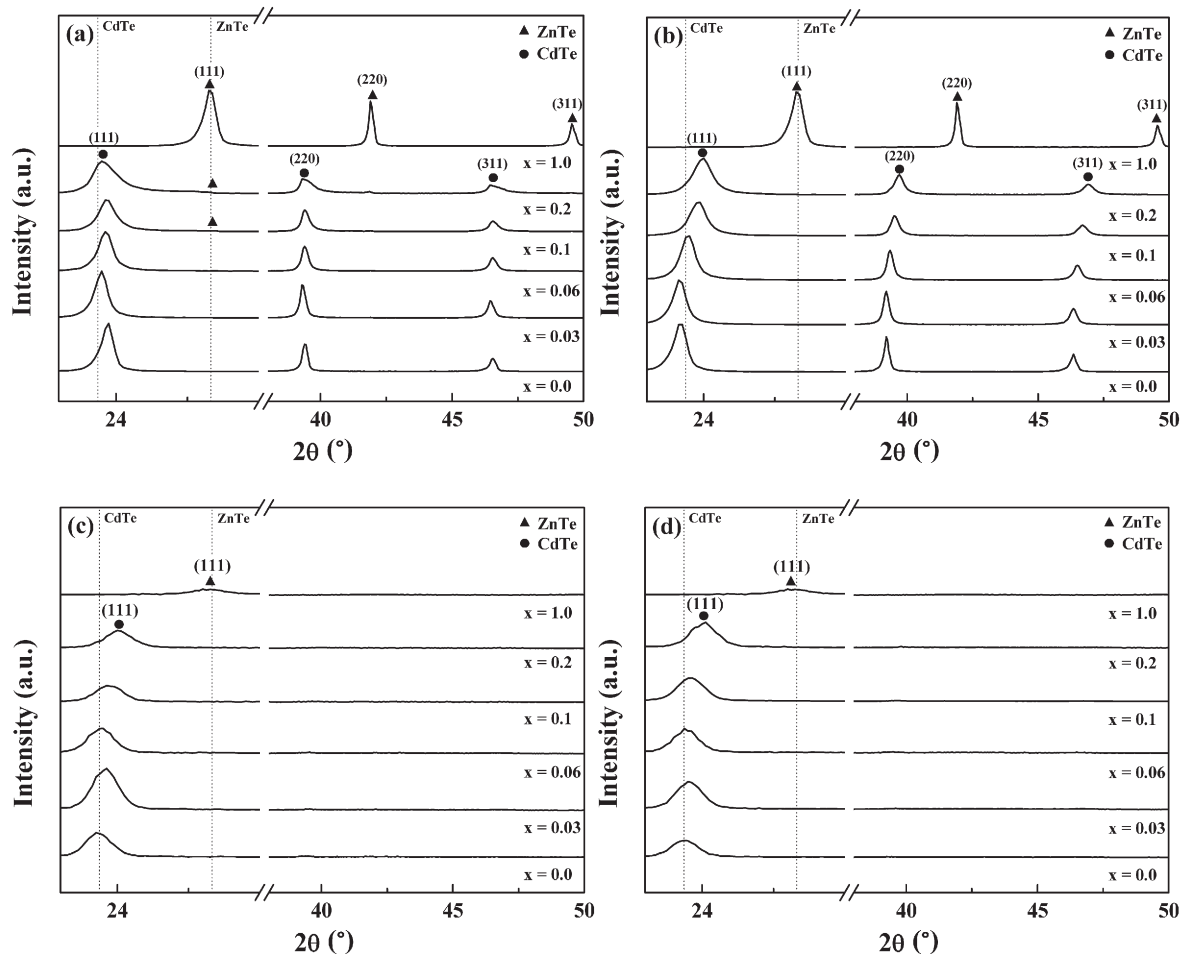 (a)
CdTe
ZnTe
▲ ZnTe
● CdTe
(111)
(220)
(311)
(111)
(220)
(311)
x = 1.0
x = 0.2
x = 0.1
x = 0.06
x = 0.03
x = 0.0
Intensity (a.u.)
24
40
45
50
2θ (°)
(b)
CdTe
ZnTe
▲ ZnTe
● CdTe
(111)
(220)
(311)
(111)
(220)
(311)
x = 1.0
x = 0.2
x = 0.1
x = 0.06
x = 0.03
x = 0.0
Intensity (a.u.)
24
40
45
50
2θ (°)
(c)
CdTe
ZnTe
▲ ZnTe
● CdTe
(111)
(111)
x = 1.0
x = 0.2
x = 0.1
x = 0.06
x = 0.03
x = 0.0
Intensity (a.u.)
24
40
45
50
2θ (°)
(d)
CdTe
ZnTe
▲ ZnTe
● CdTe
(111)
(111)
x = 1.0
x = 0.2
x = 0.1
x = 0.06
x = 0.03
x = 0.0
Intensity (a.u.)
24
40
45
50
2θ (°)